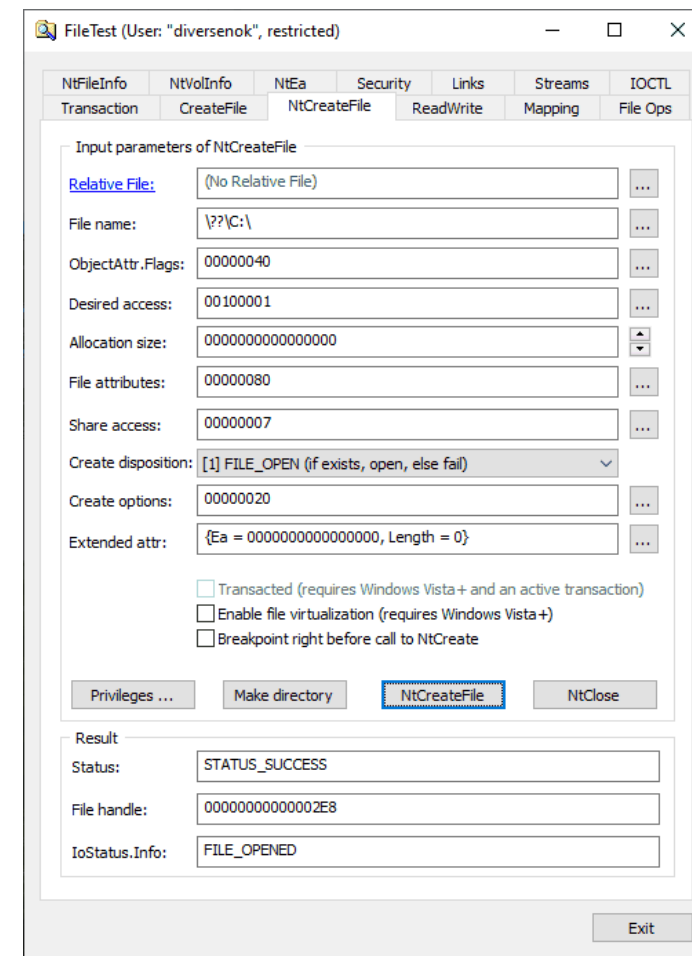 FileTest (User: "diversenok", restricted)
NtFileInfo NtVolInfo NtEa Security Links Streams IOCTL
Transaction CreateFile NtCreateFile ReadWrite Mapping File Ops
Input parameters of NtCreateFile
Relative File: (No Relative File) ...
File name: \??\C:\ ...
ObjectAttr.Flags: 00000040 ...
Desired access: 00100001 ...
Allocation size: 0000000000000000
File attributes: 00000080 ...
Share access: 00000007 ...
Create disposition: [1] FILE_OPEN (if exists, open, else fail)
Create options: 00000020 ...
Extended attr: {Ea = 0000000000000000, Length = 0} ...
Transacted (requires Windows Vista+ and an active transaction)
Enable file virtualization (requires Windows Vista+)
Breakpoint right before call to NtCreate
Privileges ... Make directory NtCreateFile NtClose
Result
Status: STATUS_SUCCESS
File handle: 00000000000002E8
IoStatus.Info: FILE_OPENED
Exit